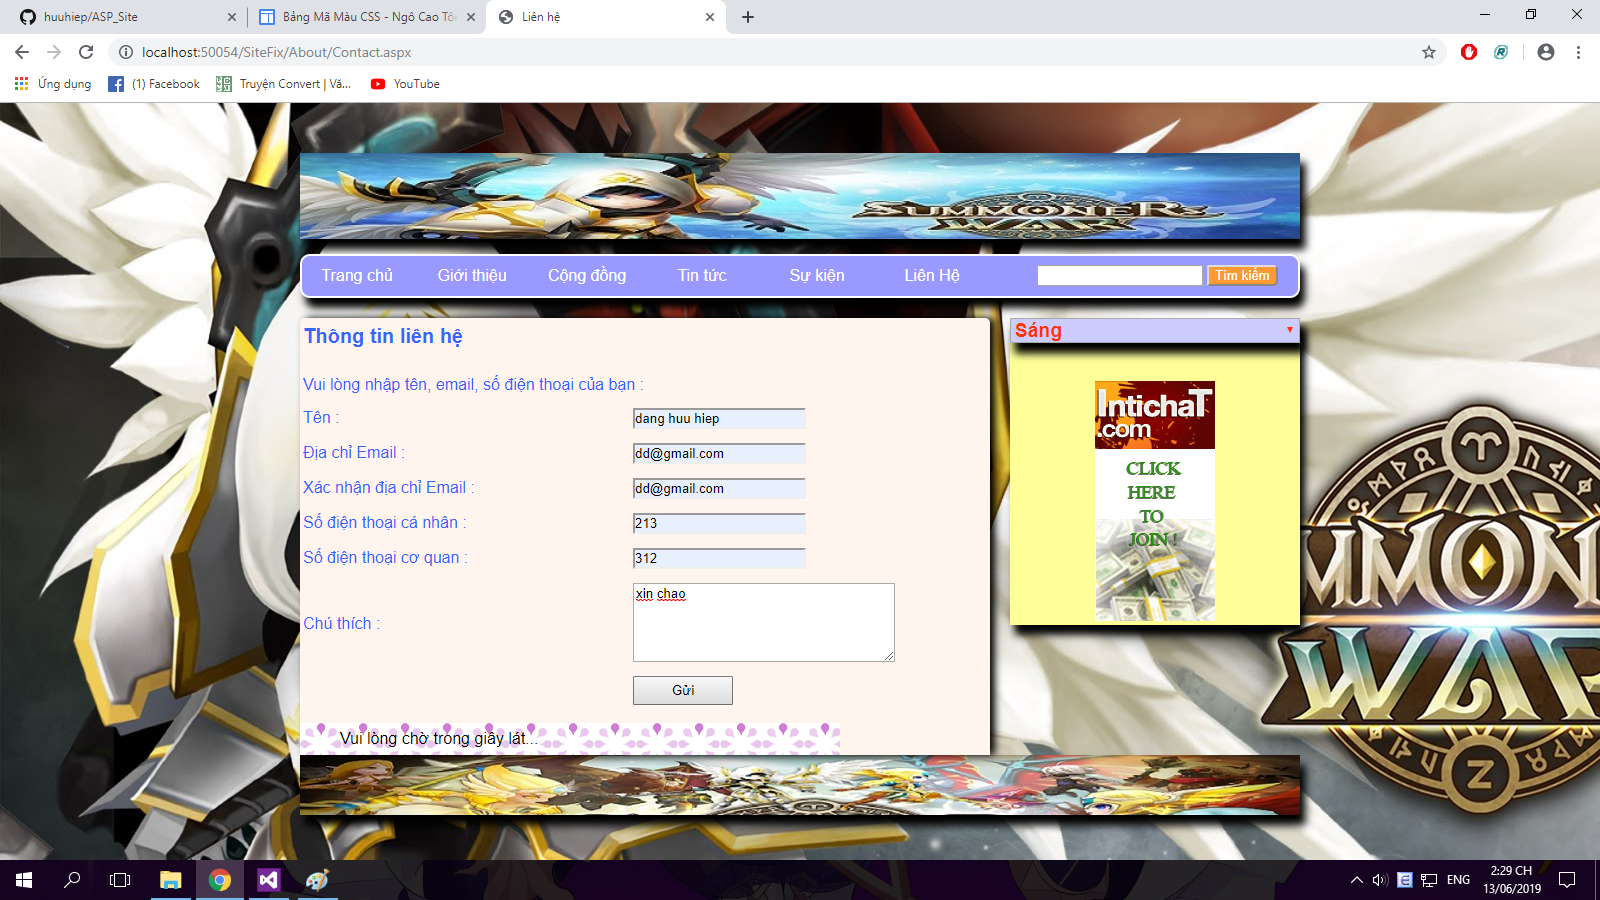 huuhiep/ASP_Site
Bảng Mã Màu CSS - Ngô Cao Tôn
Liên hệ
localhost:50054/SiteFix/About/Contact.aspx
Ứng dụng
(1) Facebook
Truyện Convert | Vă...
YouTube
SUMMONERS
WAR
Trang chủ
Giới thiệu
Cộng đồng
Tin tức
Sự kiện
Liên Hệ
Tìm kiếm
Thông tin liên hệ
Vui lòng nhập tên, email, số điện thoại của bạn :
Tên :
dang huu hiep
Địa chỉ Email :
dd@gmail.com
Xác nhận địa chỉ Email :
dd@gmail.com
Số điện thoại cá nhân :
213
Số điện thoại cơ quan :
312
Chú thích :
xin chao
Gửi
Vui lòng chờ trong giây lát...
Sáng
IntichaT
.com
CLICK
HERE
TO
JOIN !
ENG
2:29 CH
13/06/2019